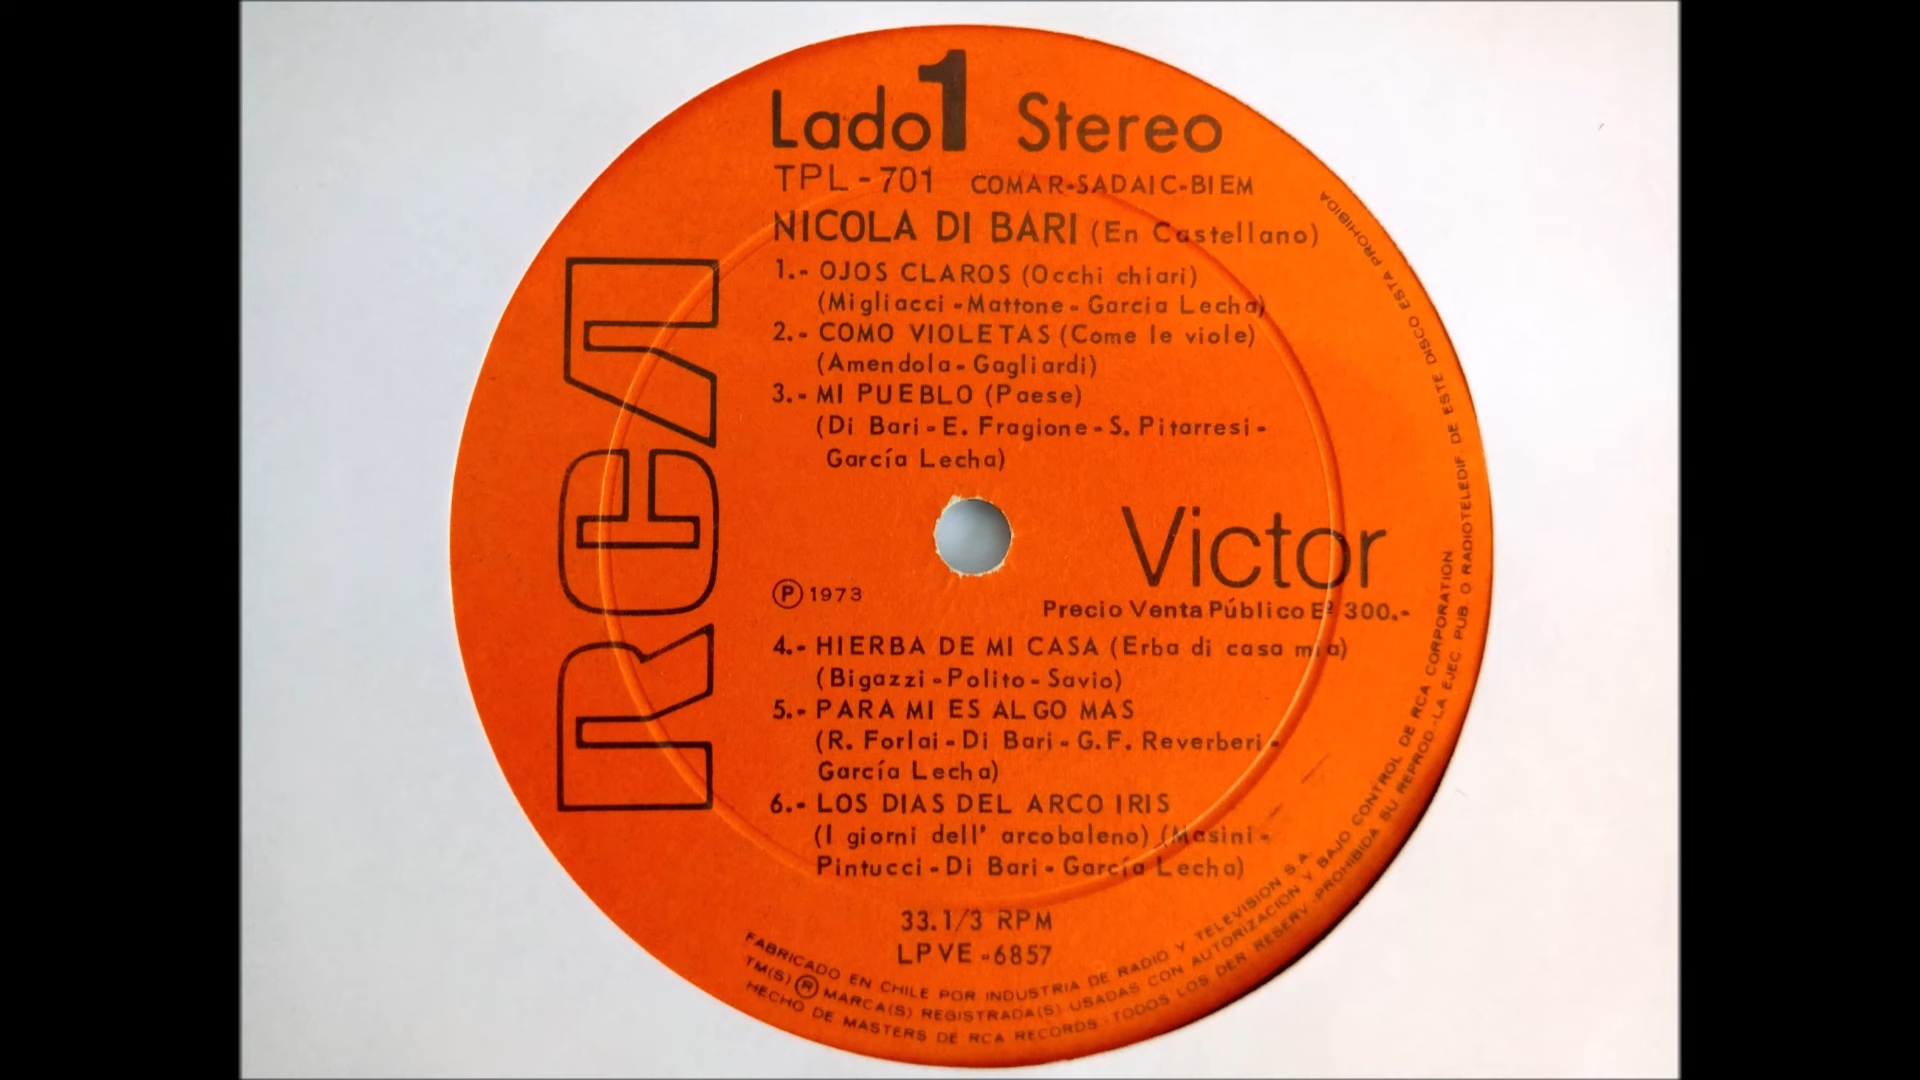 Lado 1 Stereo
TPL-701 COMAR-SADAIC-BIEM
NICOLA DI BARI (En Castellano)
1.- OJOS CLAROS (Occhi chiari)
(Migliacci-Mattone-Garcia Lecha)
2.- COMO VIOLETAS (Come le viole)
(Amendola-Gagliardi)
3.- MI PUEBLO (Paese)
(Di Bari-E. Fragione-S. Pitarresi-
García Lecha)
RCA
Victor
Ⓟ 1973
Precio Venta Público Eº 300.-
4.- HIERBA DE MI CASA (Erba di casa mia)
(Bigazzi-Polito-Savio)
5.- PARA MI ES ALGO MAS
(R. Forlai-Di Bari-G.F. Reverberi-
García Lecha)
6.- LOS DIAS DEL ARCO IRIS
(I giorni dell' arcobaleno) (Masini-
Pintucci-Di Bari-García Lecha)
33.1/3 RPM
LPVE-6857
FABRICADO EN CHILE POR INDUSTRIA DE RADIO Y TELEVISION S.A.
TM(S) ® MARCA(S) REGISTRADA(S) USADAS CON AUTORIZACION Y BAJO CONTROL DE RCA CORPORATION
HECHO DE MASTERS DE RCA RECORDS-TODOS LOS DER RESERV.-PROHIBIDA SU REPROD.-LA EJEC. PUB. O RADIOTELEDIF. DE ESTE DISCO ESTA PROHIBIDA